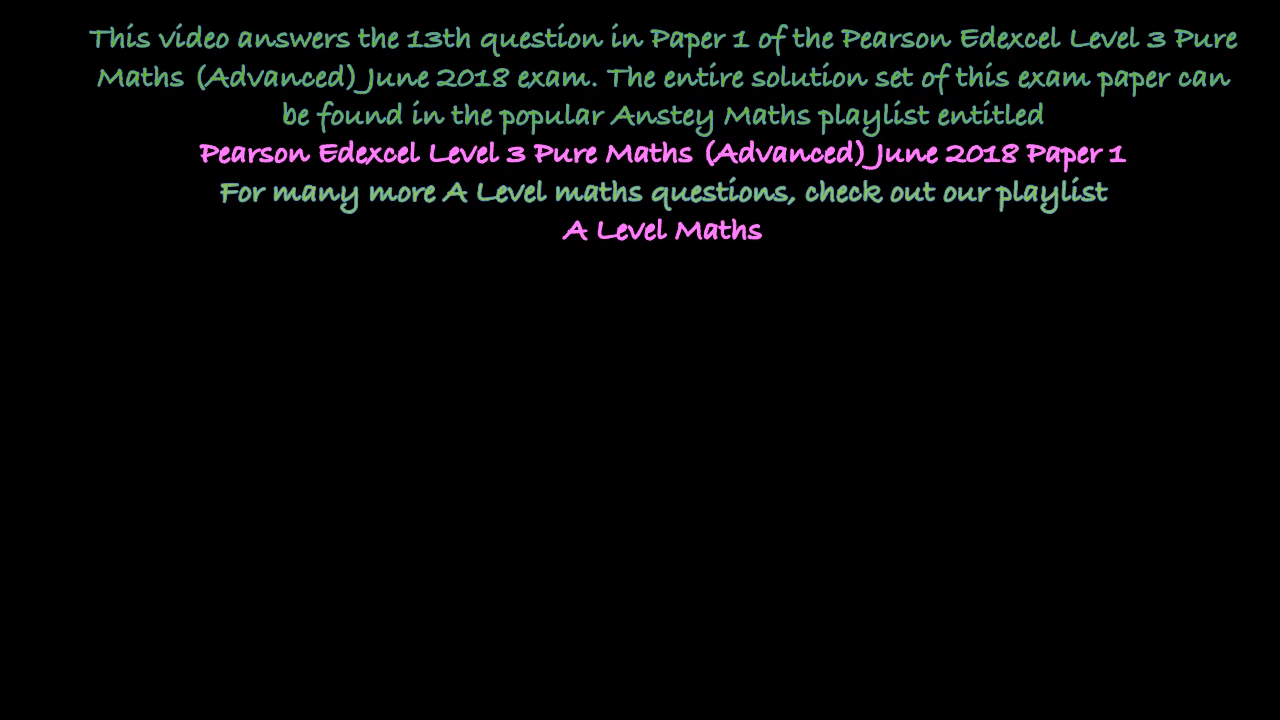 This video answers the 13th question in Paper 1 of the Pearson Edexcel Level 3 Pure
Maths (Advanced) June 2018 exam. The entire solution set of this exam paper can
be found in the popular Anstey Maths playlist entitled
Pearson Edexcel Level 3 Pure Maths (Advanced) June 2018 Paper 1
For many more A Level maths questions, check out our playlist
A Level Maths